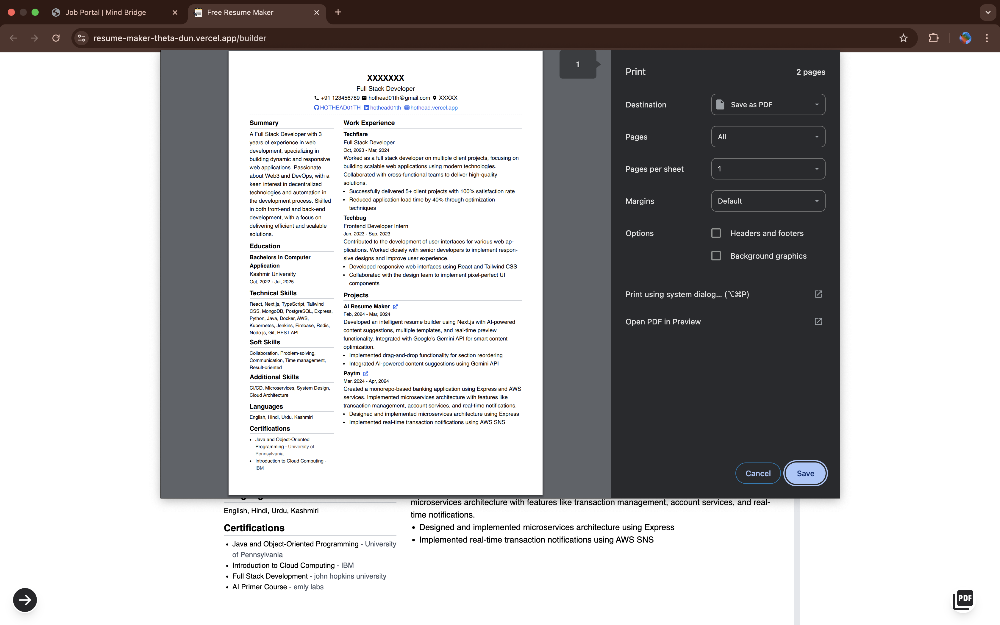 Job Portal | Mind Bridge
Free Resume Maker
resume-maker-theta-dun.vercel.app/builder
XXXXXXX
Full Stack Developer
+91 123456789 hothead01th@gmail.com XXXXX
HOTHEAD01TH hothead01th hothead.vercel.app
Summary
A Full Stack Developer with 3
years of experience in web
development, specializing in
building dynamic and responsive
web applications. Passionate
about Web3 and DevOps, with a
keen interest in decentralized
technologies and automation in
the development process. Skilled
in both front-end and back-end
development, with a focus on
delivering efficient and scalable
solutions.
Education
Bachelors in Computer
Application
Kashmir University
Oct, 2022 - Jul, 2025
Technical Skills
React, Next.js, TypeScript, Tailwind
CSS, MongoDB, PostgreSQL, Express,
Python, Java, Docker, AWS,
Kubernetes, Jenkins, Firebase, Redis,
Node.js, Git, REST API
Soft Skills
Collaboration, Problem-solving,
Communication, Time management,
Result-oriented
Additional Skills
CI/CD, Microservices, System Design,
Cloud Architecture
Languages
English, Hindi, Urdu, Kashmiri
Certifications
• Java and Object-Oriented
Programming - University of
Pennsylvania
• Introduction to Cloud Computing -
IBM
Work Experience
Techflare
Full Stack Developer
Oct, 2023 - Mar, 2024
Worked as a full stack developer on multiple client projects, focusing on
building scalable web applications using modern technologies.
Collaborated with cross-functional teams to deliver high-quality
solutions.
• Successfully delivered 5+ client projects with 100% satisfaction rate
• Reduced application load time by 40% through optimization
techniques
Techbug
Frontend Developer Intern
Jun, 2023 - Sep, 2023
Contributed to the development of user interfaces for various web ap-
plications. Worked closely with senior developers to implement respon-
sive designs and improve user experience.
• Developed responsive web interfaces using React and Tailwind CSS
• Collaborated with the design team to implement pixel-perfect UI
components
Projects
AI Resume Maker
Feb, 2024 - Mar, 2024
Developed an intelligent resume builder using Next.js with AI-powered
content suggestions, multiple templates, and real-time preview
functionality. Integrated with Google's Gemini API for smart content
optimization.
• Implemented drag-and-drop functionality for section reordering
• Integrated AI-powered content suggestions using Gemini API
Paytm
Mar, 2024 - Apr, 2024
Created a monorepo-based banking application using Express and AWS
services. Implemented microservices architecture with features like
transaction management, account services, and real-time notifications.
• Designed and implemented microservices architecture using Express
• Implemented real-time transaction notifications using AWS SNS
1
Print
2 pages
Destination
Save as PDF
Pages
All
Pages per sheet
1
Margins
Default
Options
Headers and footers
Background graphics
Print using system dialog... (⌥⌘P)
Open PDF in Preview
Cancel
Save
English, Hindi, Urdu, Kashmiri
Certifications
• Java and Object-Oriented Programming - University
of Pennsylvania
• Introduction to Cloud Computing - IBM
• Full Stack Development - john hopkins university
• AI Primer Course - emly labs
microservices architecture with features like transaction management, account services, and real-
time notifications.
• Designed and implemented microservices architecture using Express
• Implemented real-time transaction notifications using AWS SNS
PDF